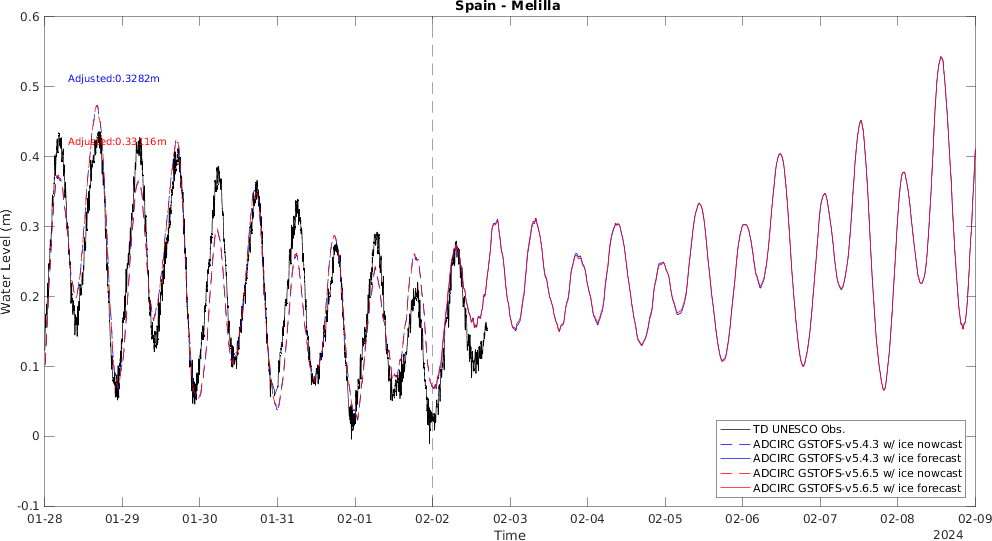 Spain - Melilla
0.6
0.5
0.4
0.3
0.2
0.1
0
-0.1
Water Level (m)
Adjusted:0.3282m
Adjusted:0.33116m
TD UNESCO Obs.
ADCIRC GSTOFS-v5.4.3 w/ ice nowcast
ADCIRC GSTOFS-v5.4.3 w/ ice forecast
ADCIRC GSTOFS-v5.6.5 w/ ice nowcast
ADCIRC GSTOFS-v5.6.5 w/ ice forecast
01-28 01-29 01-30 01-31 02-01 02-02 02-03 02-04 02-05 02-06 02-07 02-08 02-09
Time
2024